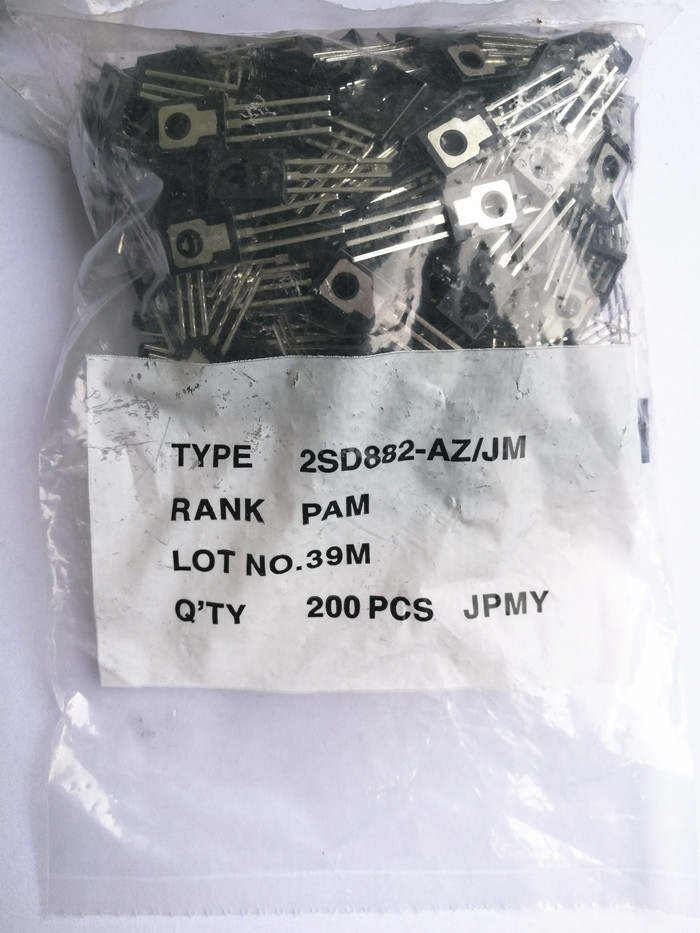 TYPE 2SD882-AZ/JM
RANK PAM
LOT NO.39M
Q'TY 200 PCS JPMY